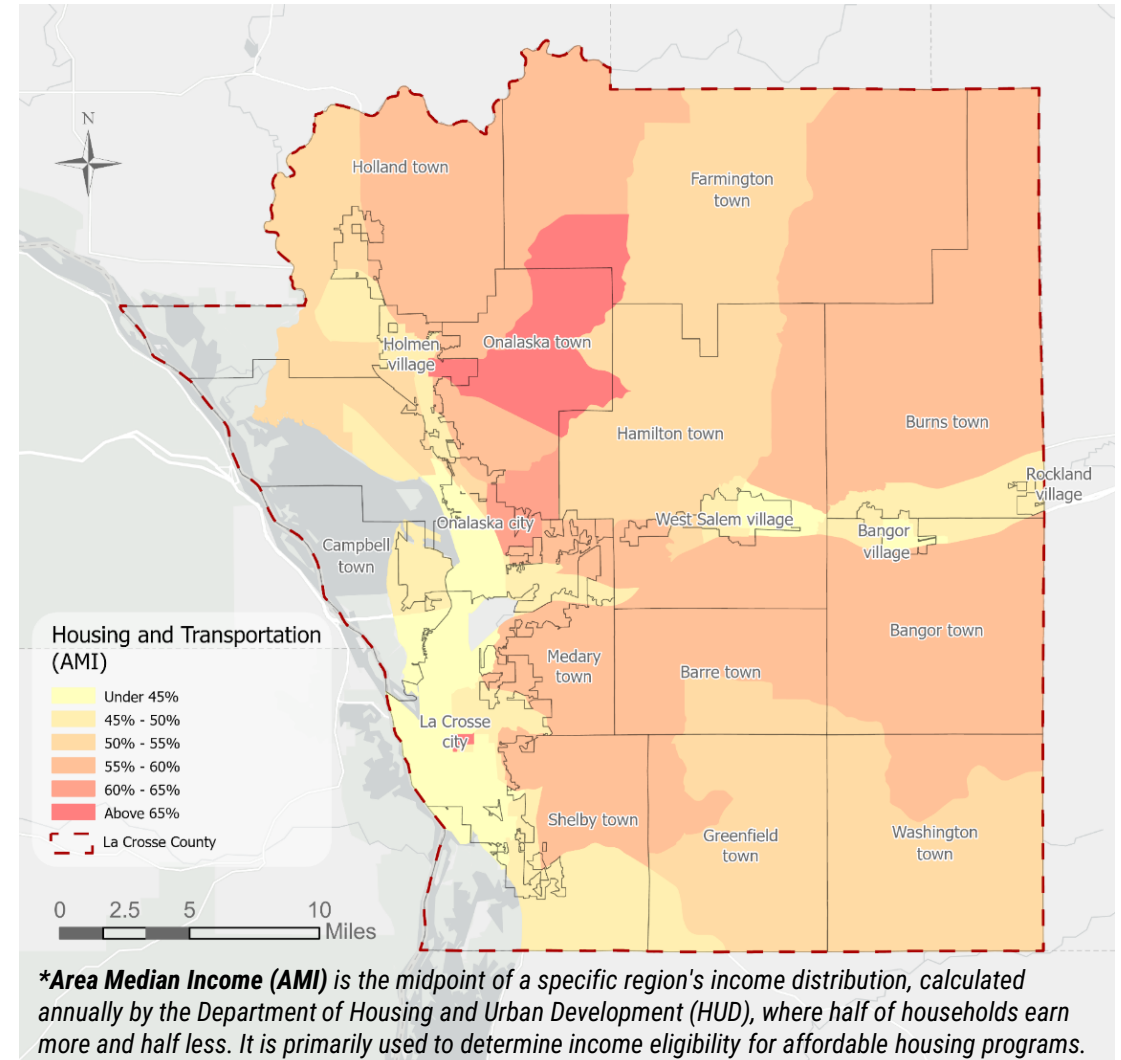 N
Holland town
Farmington
town
Holmen
village
Onalaska town
Hamilton town
Burns town
Rockland
village
Onalaska city
West Salem village
Bangor
village
Campbell
town
Medary
town
Barre town
Bangor town
La Crosse
city
Shelby town
Greenfield
town
Washington
town
Housing and Transportation
(AMI)
Under 45%
45% - 50%
50% - 55%
55% - 60%
60% - 65%
Above 65%
La Crosse County
0 2.5 5 10
Miles
*Area Median Income (AMI) is the midpoint of a specific region's income distribution, calculated
annually by the Department of Housing and Urban Development (HUD), where half of households earn
more and half less. It is primarily used to determine income eligibility for affordable housing programs.